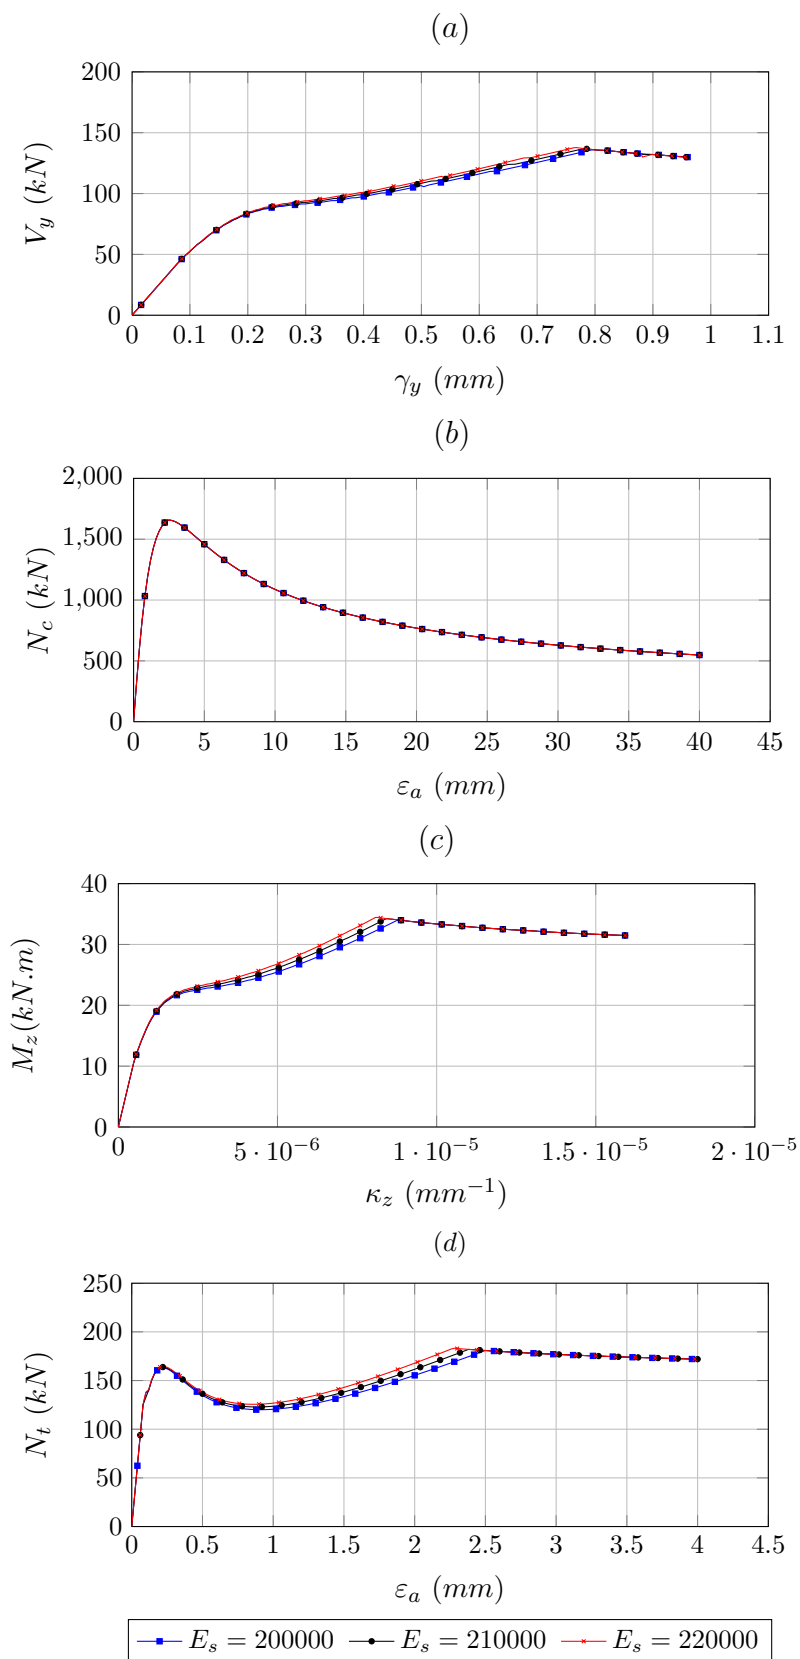 (a)
200
150
100
50
0
V_y (kN)
0 0.1 0.2 0.3 0.4 0.5 0.6 0.7 0.8 0.9 1 1.1
γ_y (mm)
(b)
2,000
1,500
1,000
500
0
N_c (kN)
0 5 10 15 20 25 30 35 40 45
ε_a (mm)
(c)
40
30
20
10
0
M_z(kN.m)
0 5 · 10⁻⁶ 1 · 10⁻⁵ 1.5 · 10⁻⁵ 2 · 10⁻⁵
κ_z (mm⁻¹)
(d)
250
200
150
100
50
0
N_t (kN)
0 0.5 1 1.5 2 2.5 3 3.5 4 4.5
ε_a (mm)
E_s = 200000 E_s = 210000 E_s = 220000